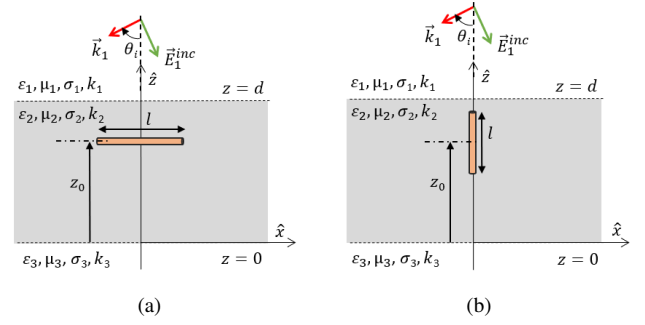 k⃗₁ θᵢ E⃗₁ⁱⁿᶜ
ẑ
ε₁, μ₁, σ₁, k₁ z = d
ε₂, μ₂, σ₂, k₂
l
z₀
x̂
ε₃, μ₃, σ₃, k₃ z = 0
(a)
k⃗₁ θᵢ E⃗₁ⁱⁿᶜ
ẑ
ε₁, μ₁, σ₁, k₁ z = d
ε₂, μ₂, σ₂, k₂
l
z₀
x̂
ε₃, μ₃, σ₃, k₃ z = 0
(b)